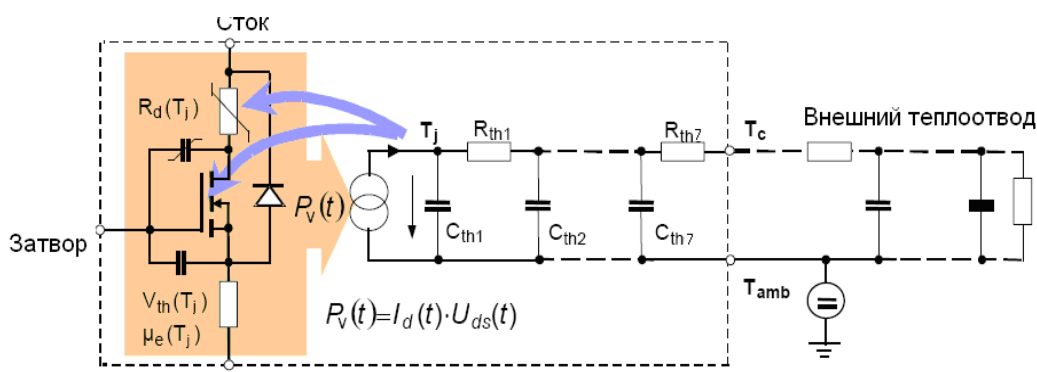 Сток
R_d(T_j)
T_j
R_th1
R_th7
T_c
Внешний теплоотвод
P_v(t)
C_th1
C_th2
C_th7
Затвор
V_th(T_j)
μ_e(T_j)
P_v(t)=I_d(t)·U_ds(t)
T_amb